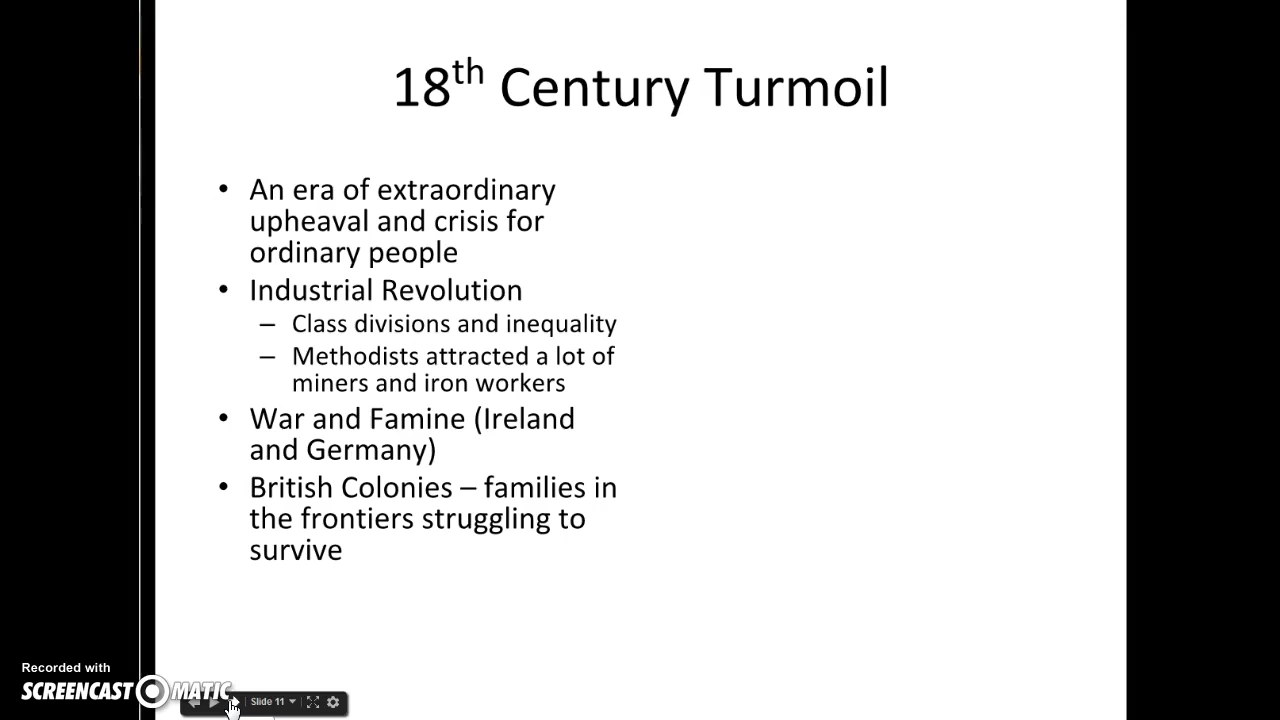 18th Century Turmoil
• An era of extraordinary
upheaval and crisis for
ordinary people
• Industrial Revolution
– Class divisions and inequality
– Methodists attracted a lot of
miners and iron workers
• War and Famine (Ireland
and Germany)
• British Colonies – families in
the frontiers struggling to
survive
Recorded with
SCREENCAST MATIC
Slide 11